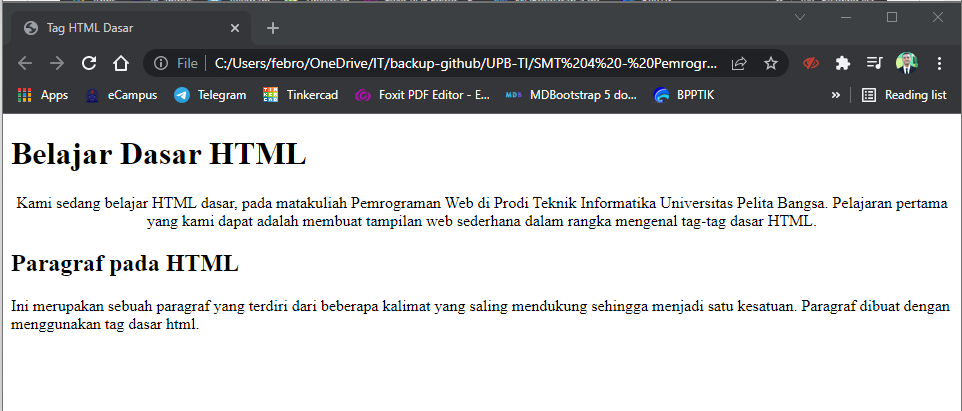 Tag HTML Dasar
File | C:/Users/febro/OneDrive/IT/backup-github/UPB-TI/SMT%204%20-%20Pemrogr...
Apps eCampus Telegram Tinkercad Foxit PDF Editor - E... MDB MDBootstrap 5 do... BPPTIK » Reading list
Belajar Dasar HTML
Kami sedang belajar HTML dasar, pada matakuliah Pemrograman Web di Prodi Teknik Informatika Universitas Pelita Bangsa. Pelajaran pertama
yang kami dapat adalah membuat tampilan web sederhana dalam rangka mengenal tag-tag dasar HTML.
Paragraf pada HTML
Ini merupakan sebuah paragraf yang terdiri dari beberapa kalimat yang saling mendukung sehingga menjadi satu kesatuan. Paragraf dibuat dengan
menggunakan tag dasar html.